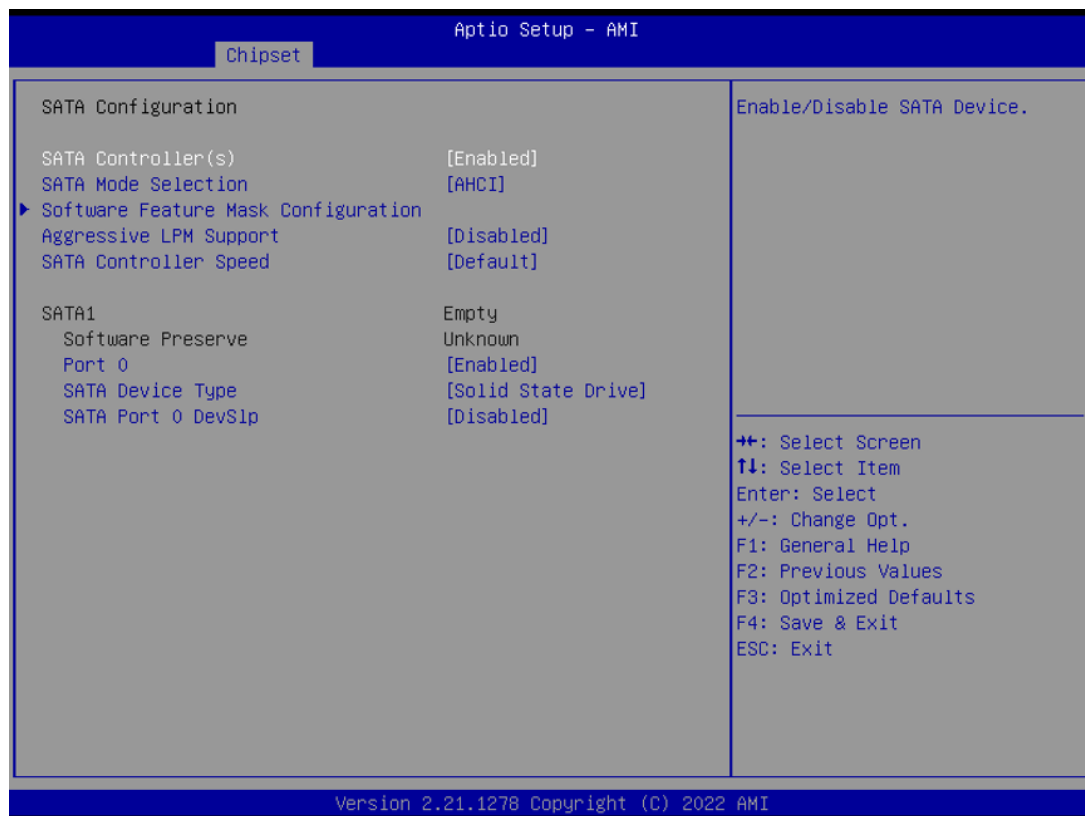 Aptio Setup – AMI
Chipset
SATA Configuration
SATA Controller(s) [Enabled]
SATA Mode Selection [AHCI]
Software Feature Mask Configuration
Aggressive LPM Support [Disabled]
SATA Controller Speed [Default]
SATA1 Empty
Software Preserve Unknown
Port 0 [Enabled]
SATA Device Type [Solid State Drive]
SATA Port 0 DevSlp [Disabled]
Enable/Disable SATA Device.
→←: Select Screen
↑↓: Select Item
Enter: Select
+/-: Change Opt.
F1: General Help
F2: Previous Values
F3: Optimized Defaults
F4: Save & Exit
ESC: Exit
Version 2.21.1278 Copyright (C) 2022 AMI